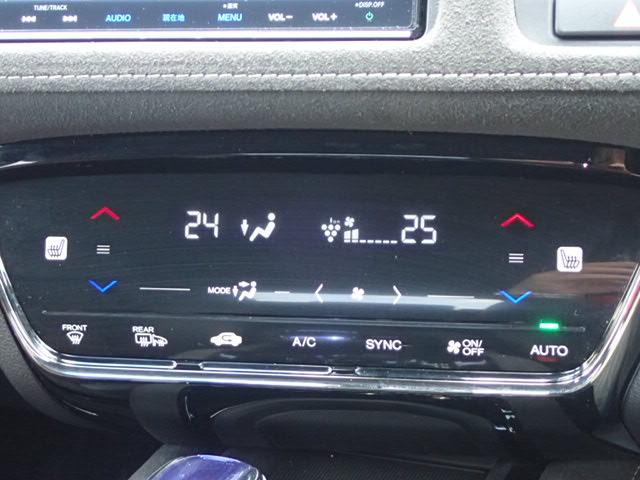 TUNE/TRACK
AUDIO 現在地 MENU VOL− VOL+
DISP.OFF
24 25
MODE
FRONT REAR A/C SYNC ON/OFF AUTO